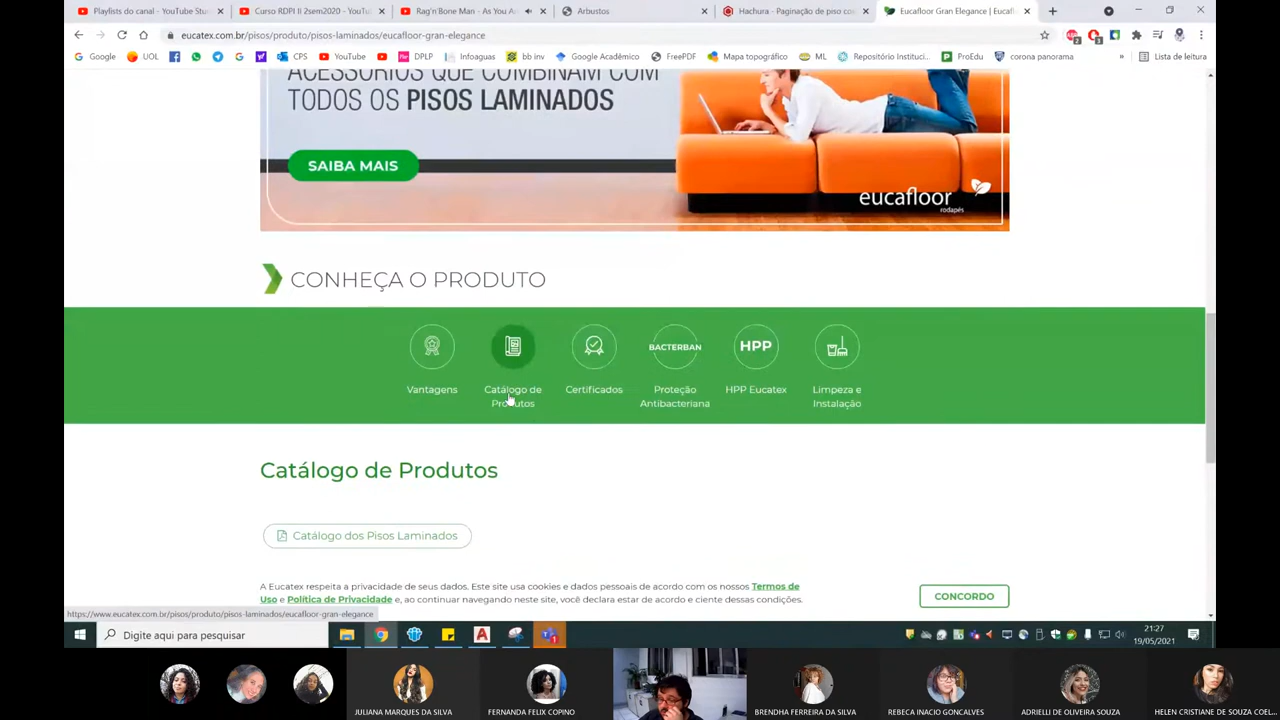 Playlists do canal - YouTube Stu
Curso RDPI II 2sem2020 - YouTu
Rag'n'Bone Man - As You Ar
Arbustos
Hachura - Paginação de piso co
Eucafloor Gran Elegance | Eucafl
eucatex.com.br/pisos/produto/pisos-laminados/eucafloor-gran-elegance
Google
UOL
CPS
YouTube
DPLP
Infoaguas
bb inv
Google Acadêmico
FreePDF
Mapa topográfico
ML
Repositório Instituci...
ProEdu
corona panorama
»
Lista de leitura
ACESSÓRIOS QUE COMBINAM COM
TODOS OS PISOS LAMINADOS
SAIBA MAIS
eucafloor
rodapés
CONHEÇA O PRODUTO
BACTERBAN
HPP
Vantagens
Catálogo de
Produtos
Certificados
Proteção
Antibacteriana
HPP Eucatex
Limpeza e
Instalação
Catálogo de Produtos
Catálogo dos Pisos Laminados
A Eucatex respeita a privacidade de seus dados. Este site usa cookies e dados pessoais de acordo com os nossos Termos de
Uso e Política de Privacidade e, ao continuar navegando neste site, você declara estar de acordo e ciente dessas condições.
CONCORDO
https://www.eucatex.com.br/pisos/produto/pisos-laminados/eucafloor-gran-elegance
Digite aqui para pesquisar
21:27
19/05/2021
JULIANA MARQUES DA SILVA
FERNANDA FELIX COPINO
BRENDHA FERREIRA DA SILVA
REBECA INACIO GONCALVES
ADRIELLI DE OLIVEIRA SOUZA
HELEN CRISTIANE DE SOUZA COEL...